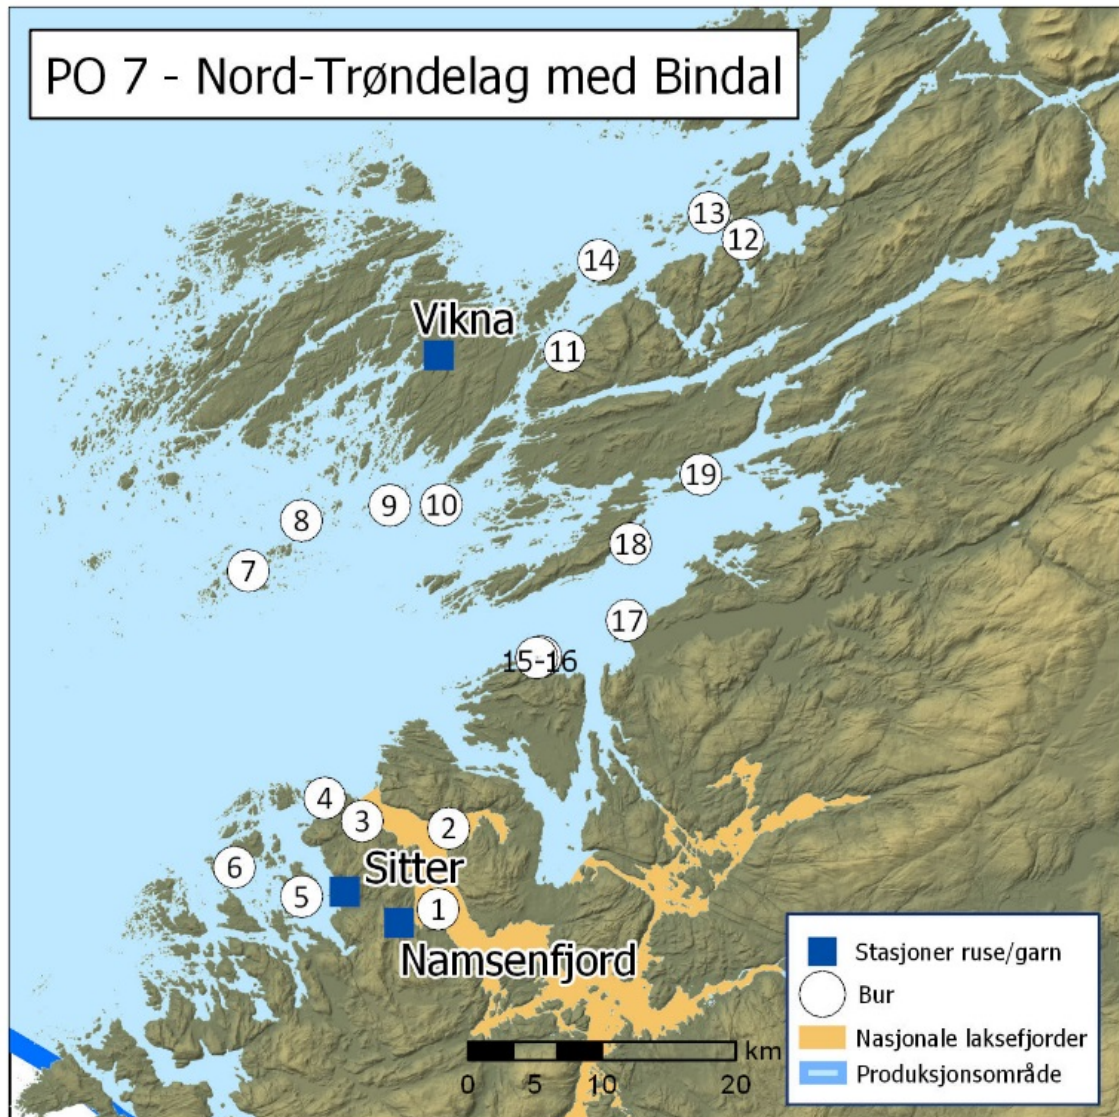 PO 7 - Nord-Trøndelag med Bindal
13
12
14
Vikna
11
19
9
10
8
18
7
17
15-16
4
3
2
Sitter
6
5
1
Namsenfjord
Stasjoner ruse/garn
Bur
Nasjonale laksefjorder
Produksjonsområde
km
0 5 10 20